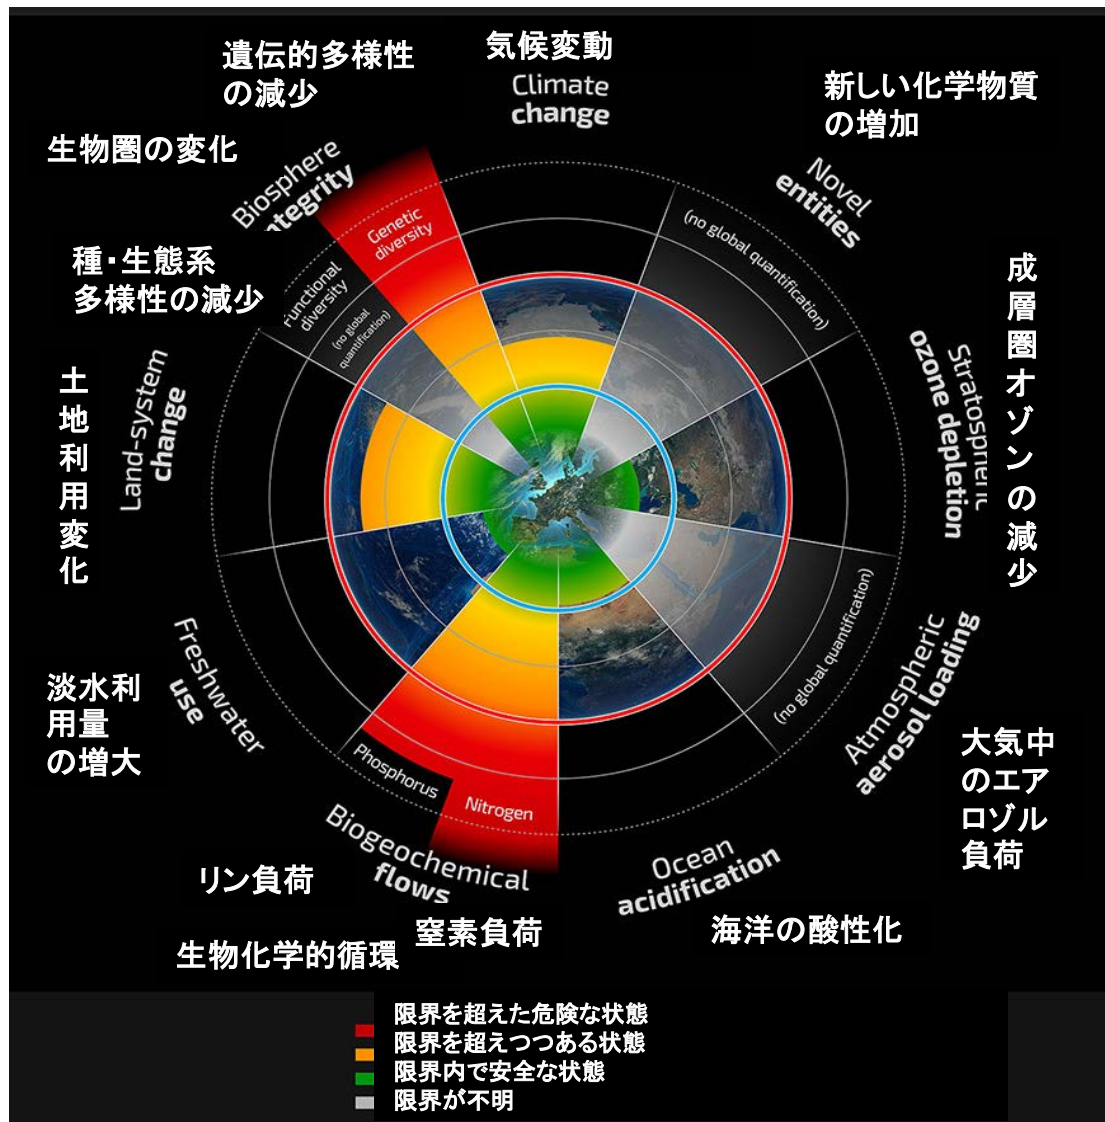 遺伝的多様性
の減少
気候変動
Climate
change
新しい化学物質
の増加
生物圏の変化
Biosphere
ntegrity
Novel
entities
Genetic
diversity
(no global quantification)
種・生態系
多様性の減少
unctional
diversity
(no global
quantification)
成層圏オゾンの減少
Stratospheric
ozone depletion
土地利用変化
Land-system
change
淡水利
用量
の増大
Freshwater
use
(no global quantification)
Atmospheric
aerosol loading
大気中
のエア
ロゾル
負荷
Phosphorus
Nitrogen
Biogeochemical
flows
Ocean
acidification
リン負荷
窒素負荷
生物化学的循環
海洋の酸性化
限界を超えた危険な状態
限界を超えつつある状態
限界内で安全な状態
限界が不明